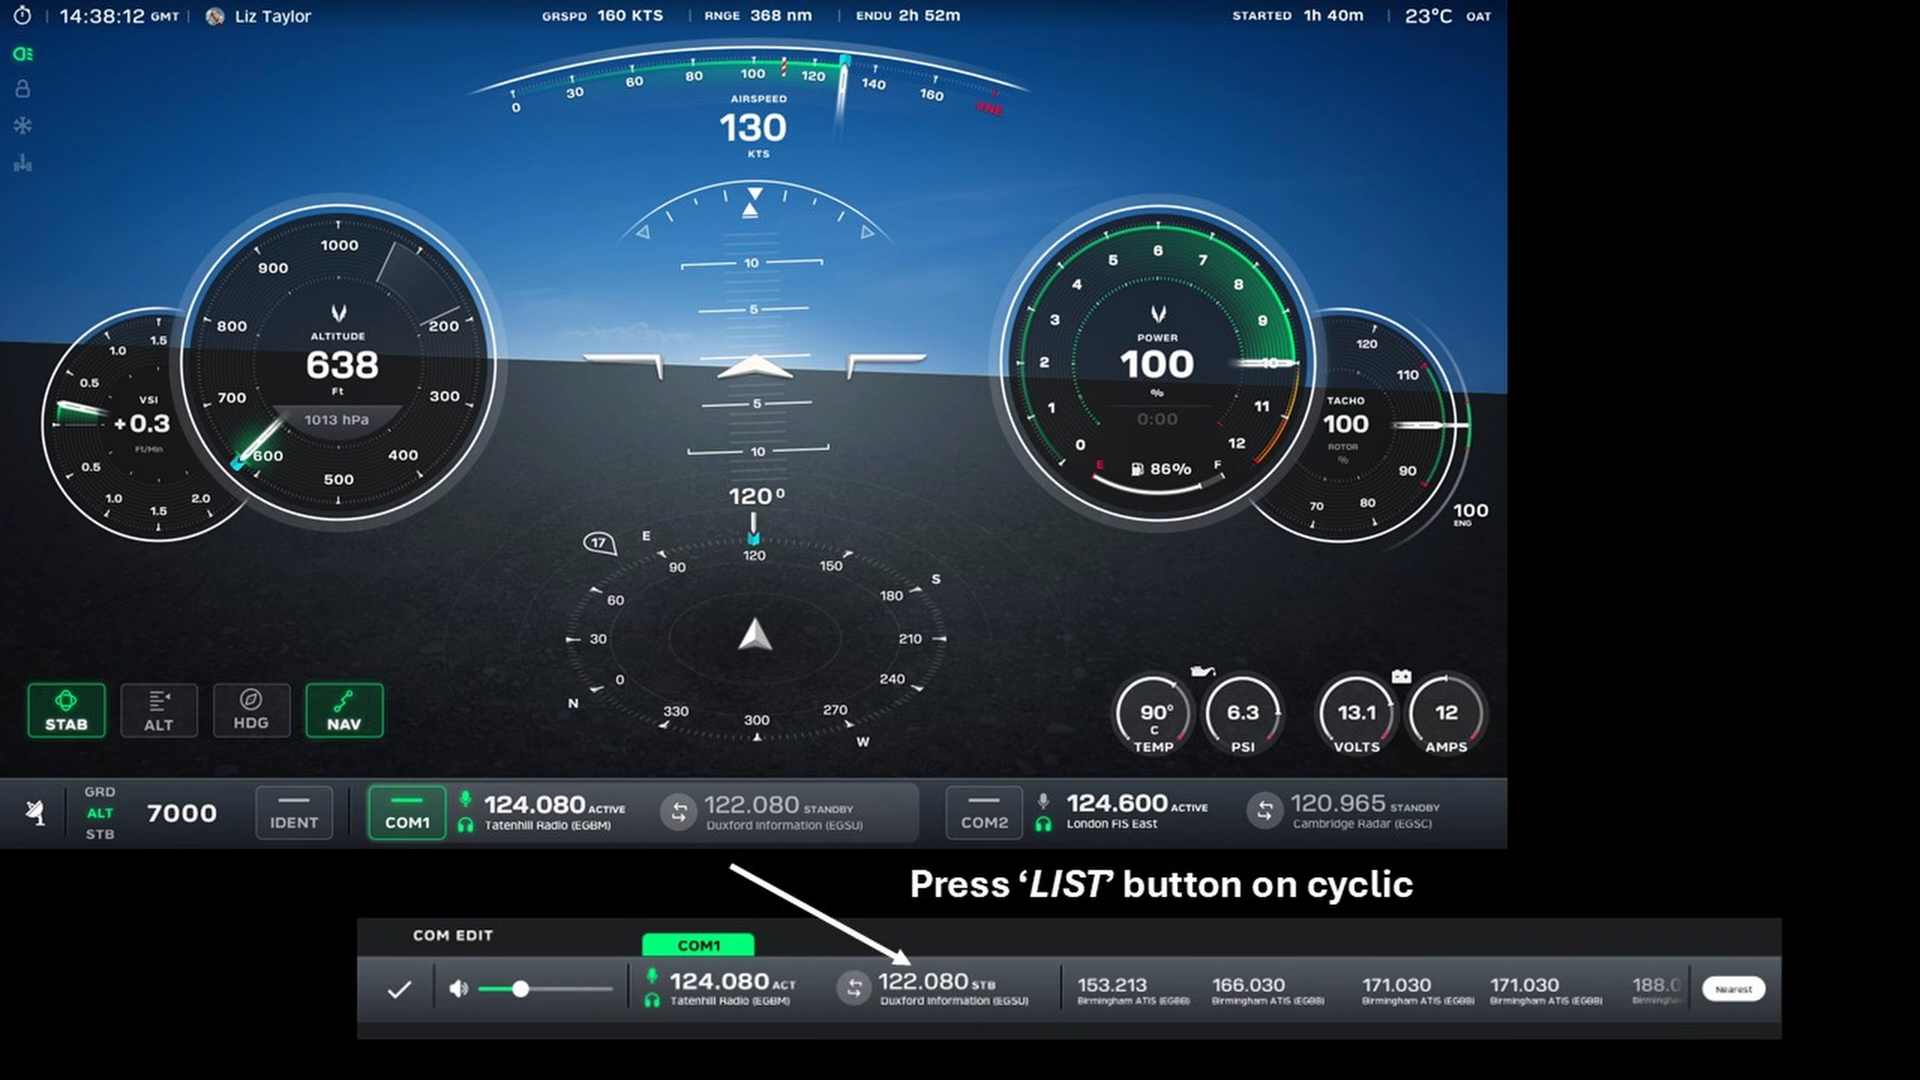 14:38:12 GMT
Liz Taylor
GRSPD 160 KTS
RNGE 368 nm
ENDU 2h 52m
STARTED 1h 40m
23°C OAT
0 30 60 80 100 120 140 160 VNE
AIRSPEED
130
KTS
1000
900
800
700
600
500
400
300
200
ALTITUDE
638
Ft
1013 hPa
1.5
1.0
0.5
VSI
+0.3
Ft/Min
0.5
1.0
1.5
2.0
10
5
5
10
120°
17
E
S
N
W
0 30 60 90 120 150 180 210 240 270 300 330
0 1 2 3 4 5 6 7 8 9 10 11 12
POWER
100
%
0:00
E 86% F
120
110
90
80
70
TACHO
100
ROTOR
%
100
ENG
STAB
ALT
HDG
NAV
90°
C
TEMP
6.3
PSI
13.1
VOLTS
12
AMPS
GRD
ALT
STB
7000
IDENT
COM1
124.080 ACTIVE
Tatenhill Radio (EGBM)
122.080 STANDBY
Duxford Information (EGSU)
COM2
124.600 ACTIVE
London FIS East
120.965 STANDBY
Cambridge Radar (EGSC)
Press ‘LIST’ button on cyclic
COM EDIT
COM1
124.080 ACT
Tatenhill Radio (EGBM)
122.080 STB
Duxford Information (EGSU)
153.213
Birmingham ATIS (EGBB)
166.030
Birmingham ATIS (EGBB)
171.030
Birmingham ATIS (EGBB)
171.030
Birmingham ATIS (EGBB)
188.0
Nearest